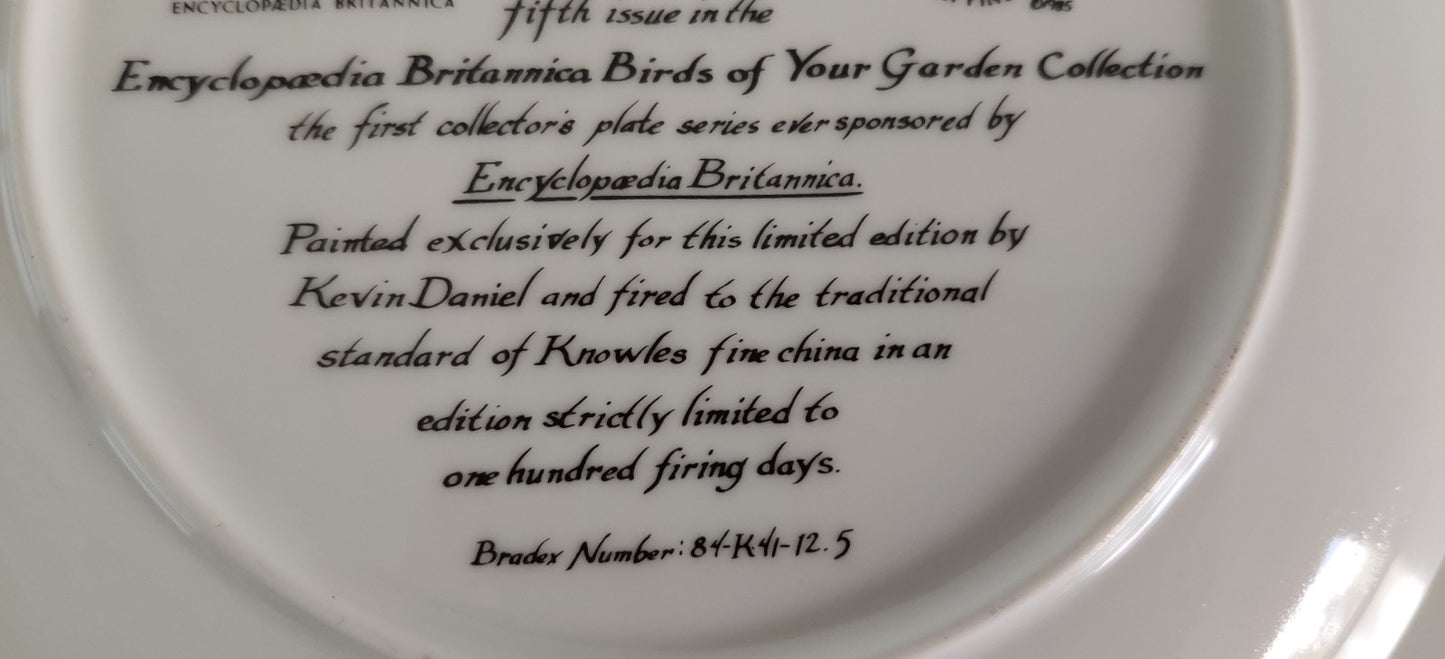 ENCYCLOPÆDIA BRITANNICA
fifth issue in the
Encyclopædia Britannica Birds of Your Garden Collection
the first collector's plate series ever sponsored by
Encyclopædia Britannica.
Painted exclusively for this limited edition by
Kevin Daniel and fired to the traditional
standard of Knowles fine china in an
edition strictly limited to
one hundred firing days.
Bradex Number: 84-K41-12.5